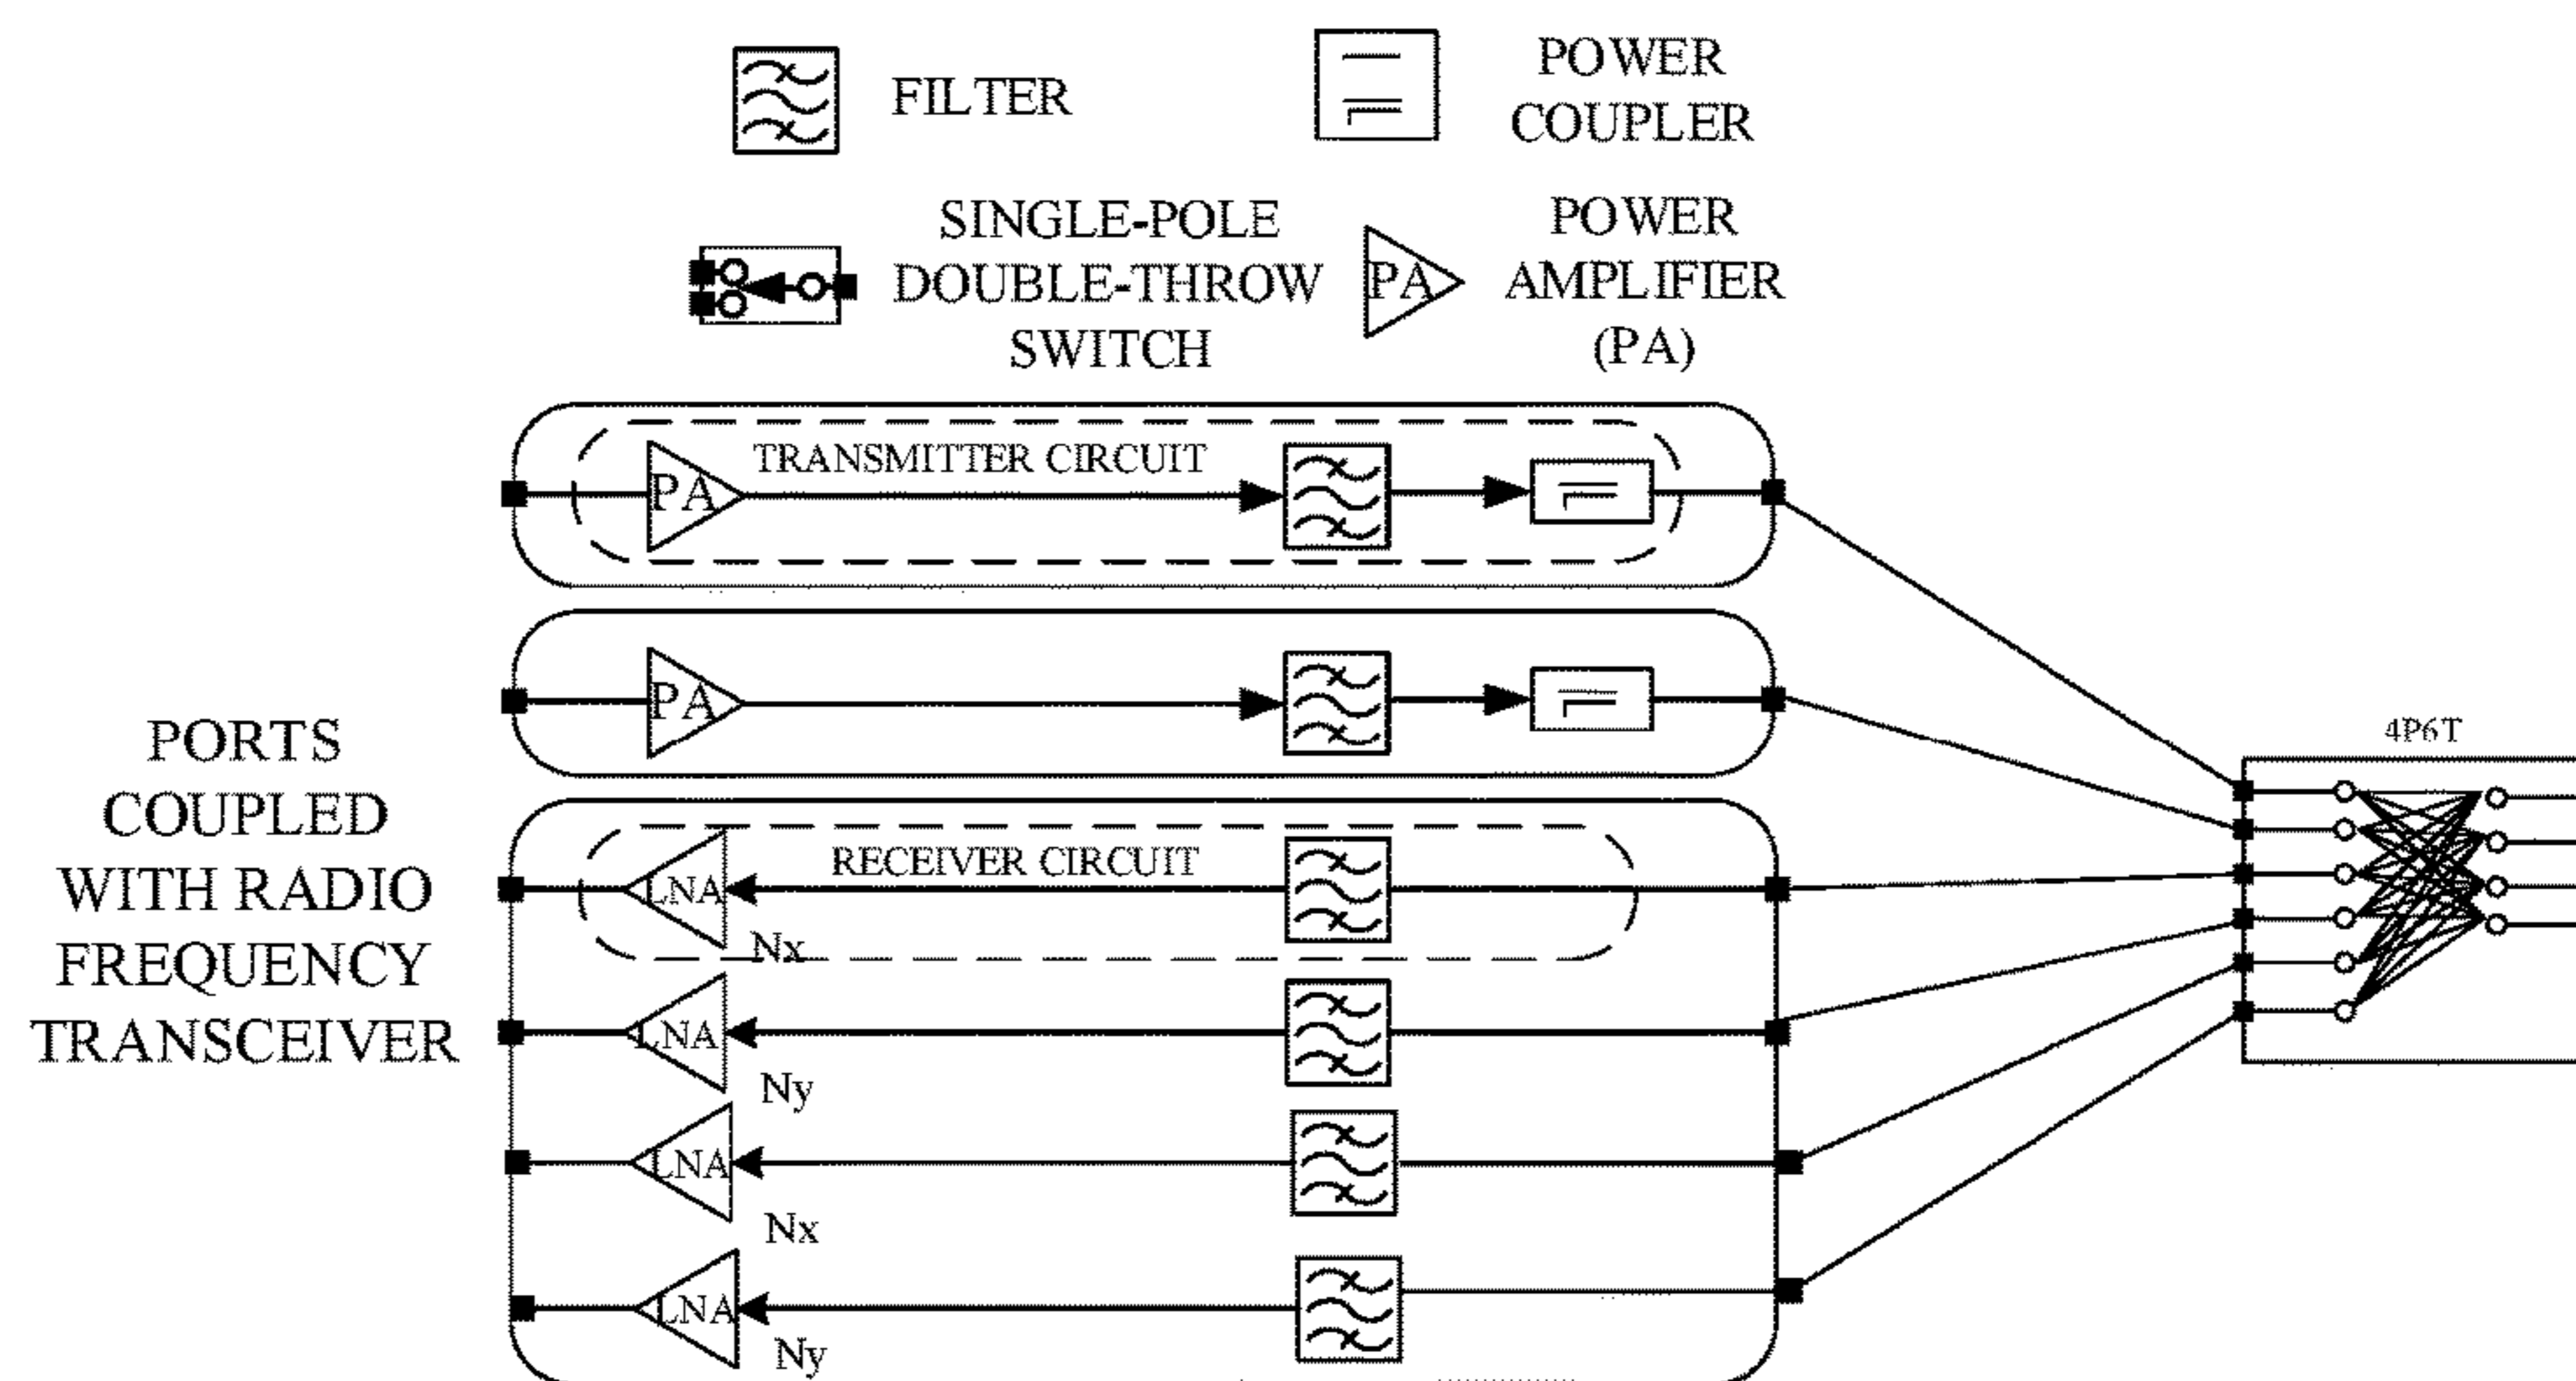 FILTER
POWER
COUPLER
SINGLE-POLE
DOUBLE-THROW
SWITCH
PA
POWER
AMPLIFIER
(PA)
PA
TRANSMITTER CIRCUIT
PA
PORTS
COUPLED
WITH RADIO
FREQUENCY
TRANSCEIVER
4P6T
LNA
RECEIVER CIRCUIT
Nx
LNA
Ny
LNA
Nx
LNA
Ny